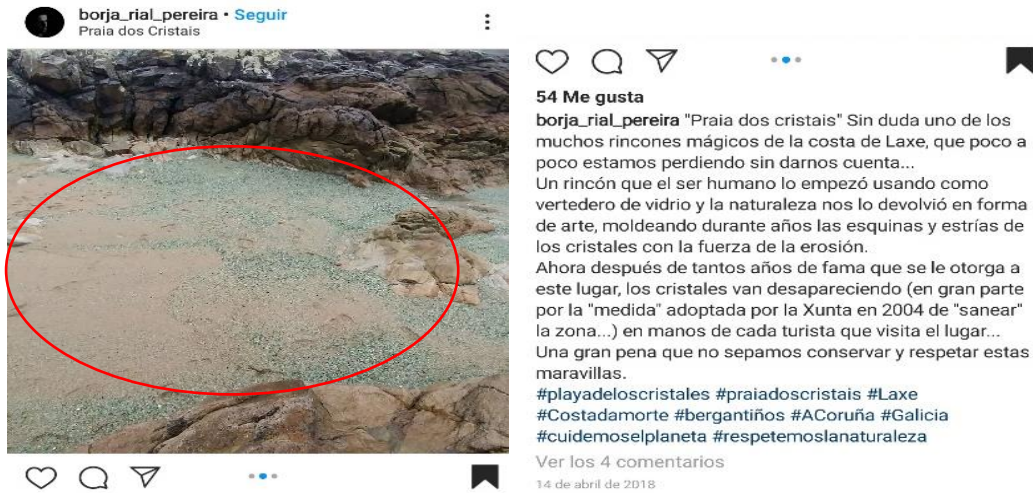 borja_rial_pereira • Seguir
Praia dos Cristais
54 Me gusta
borja_rial_pereira "Praia dos cristais" Sin duda uno de los
muchos rincones mágicos de la costa de Laxe, que poco a
poco estamos perdiendo sin darnos cuenta...
Un rincón que el ser humano lo empezó usando como
vertedero de vidrio y la naturaleza nos lo devolvió en forma
de arte, moldeando durante años las esquinas y estrías de
los cristales con la fuerza de la erosión.
Ahora después de tantos años de fama que se le otorga a
este lugar, los cristales van desapareciendo (en gran parte
por la "medida" adoptada por la Xunta en 2004 de "sanear"
la zona...) en manos de cada turista que visita el lugar...
Una gran pena que no sepamos conservar y respetar estas
maravillas.
#playadeloscristales #praiadoscristais #Laxe
#Costadamorte #bergantiños #ACoruña #Galicia
#cuidemoselplaneta #respetemoslanaturaleza
Ver los 4 comentarios
14 de abril de 2018